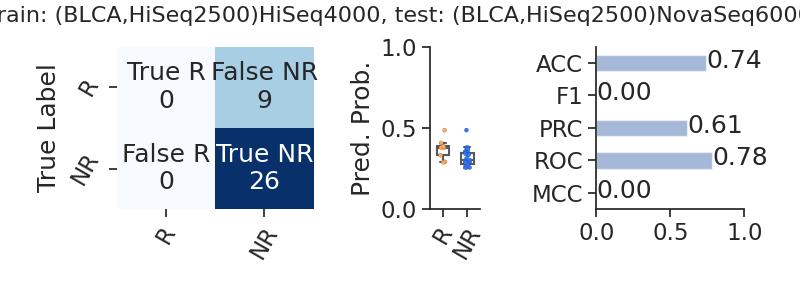 rain: (BLCA,HiSeq2500)HiSeq4000, test: (BLCA,HiSeq2500)NovaSeq6000
True Label
R
NR
True R
0
False NR
9
False R
0
True NR
26
R
NR
Pred. Prob.
1.0
0.5
0.0
R
NR
ACC
F1
PRC
ROC
MCC
0.74
0.00
0.61
0.78
0.00
0.0
0.5
1.0